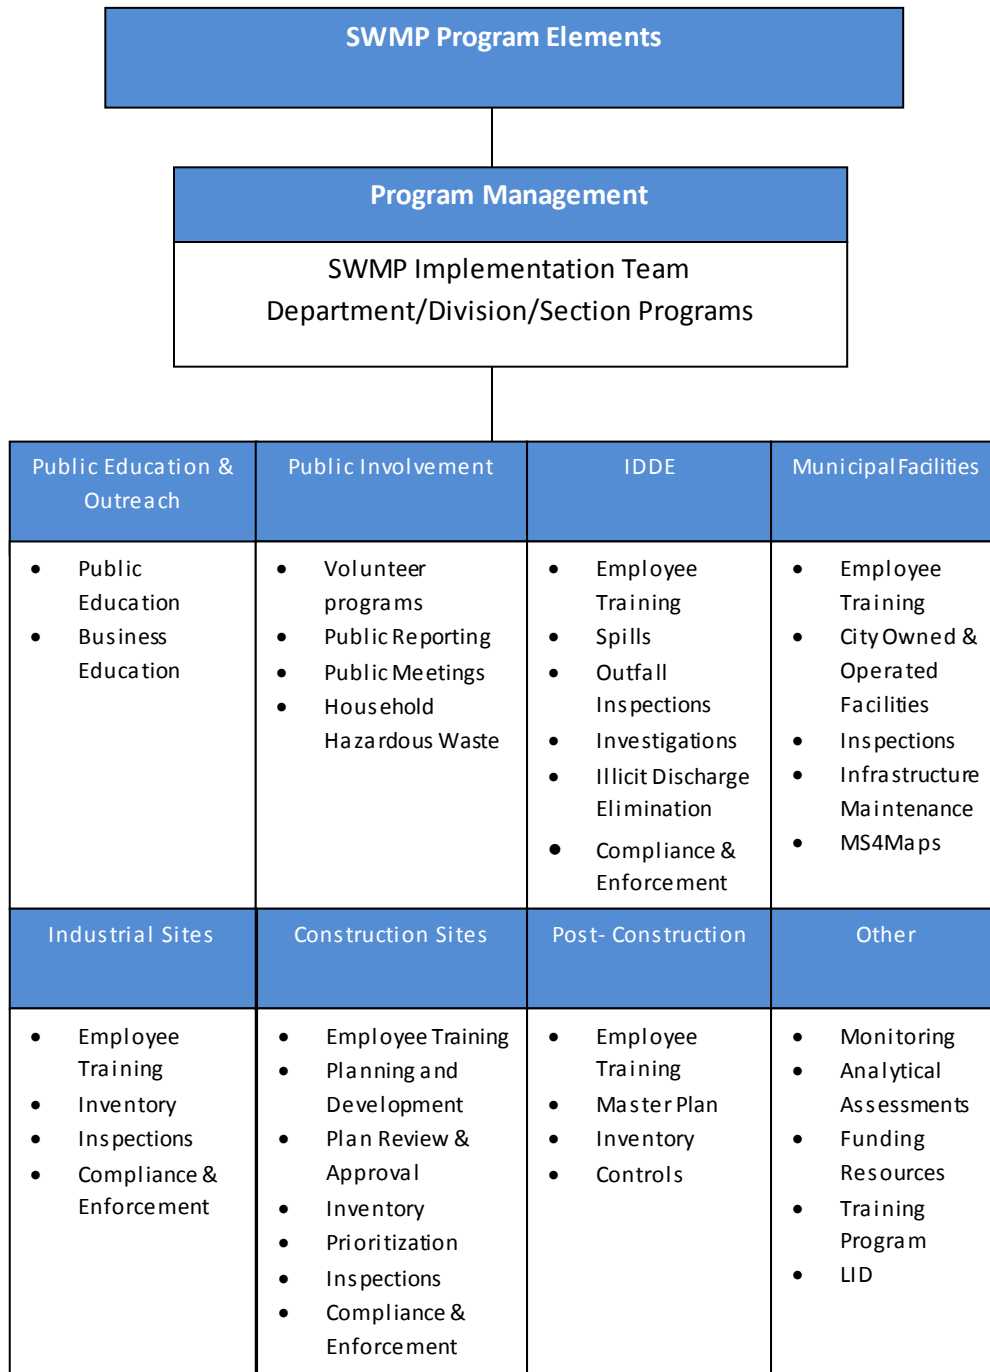 SWMP Program Elements
Program Management
SWMP Implementation Team
Department/Division/Section Programs
Public Education &
Outreach
• Public
Education
• Business
Education
Public Involvement
• Volunteer
programs
• Public Reporting
• Public Meetings
• Household
Hazardous Waste
IDDE
• Employee
Training
• Spills
• Outfall
Inspections
• Investigations
• Illicit Discharge
Elimination
• Compliance &
Enforcement
Municipal Facilities
• Employee
Training
• City Owned &
Operated
Facilities
• Inspections
• Infrastructure
Maintenance
• MS4 Maps
Industrial Sites
• Employee
Training
• Inventory
• Inspections
• Compliance &
Enforcement
Construction Sites
• Employee Training
• Planning and
Development
• Plan Review &
Approval
• Inventory
• Prioritization
• Inspections
• Compliance &
Enforcement
Post- Construction
• Employee
Training
• Master Plan
• Inventory
• Controls
Other
• Monitoring
• Analytical
Assessments
• Funding
Resources
• Training
Program
• LID